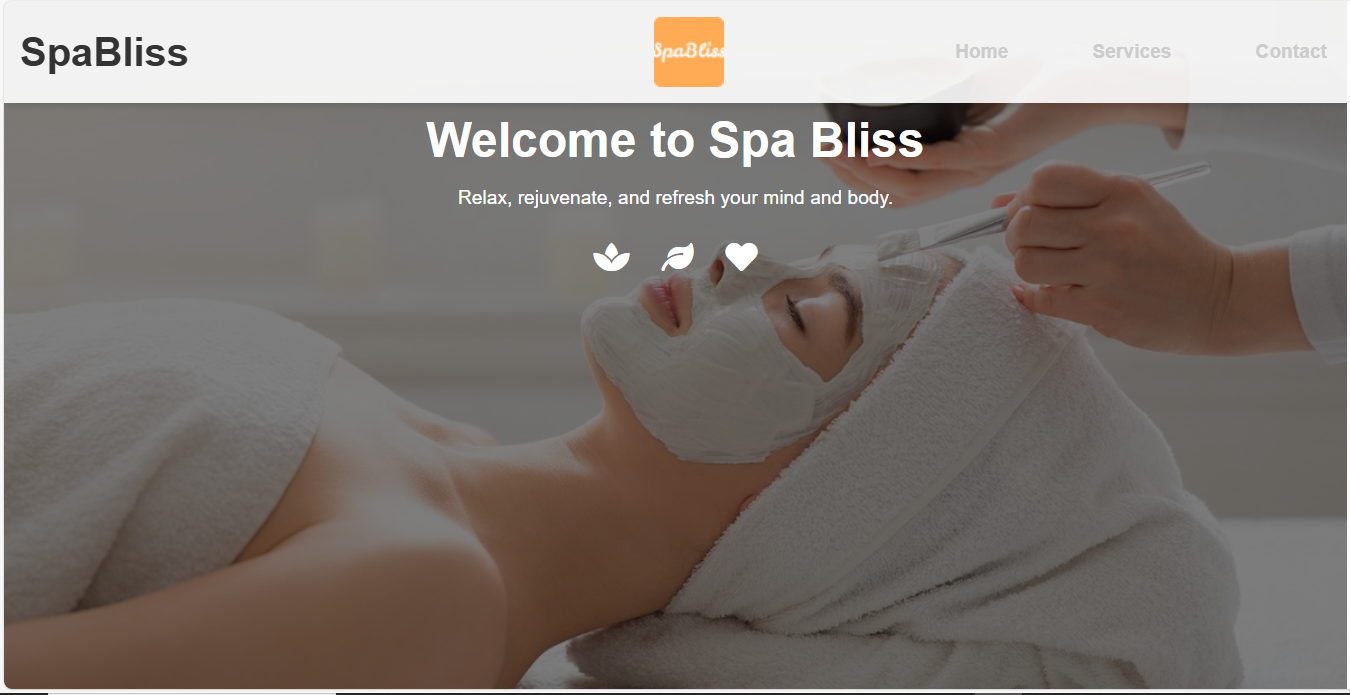 SpaBliss
SpaBliss
Home Services Contact
Welcome to Spa Bliss
Relax, rejuvenate, and refresh your mind and body.